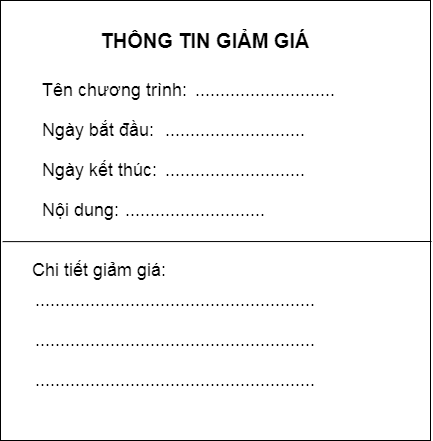 THÔNG TIN GIẢM GIÁ
Tên chương trình: ............................
Ngày bắt đầu: ............................
Ngày kết thúc: ............................
Nội dung: ............................
Chi tiết giảm giá:
........................................................
........................................................
........................................................